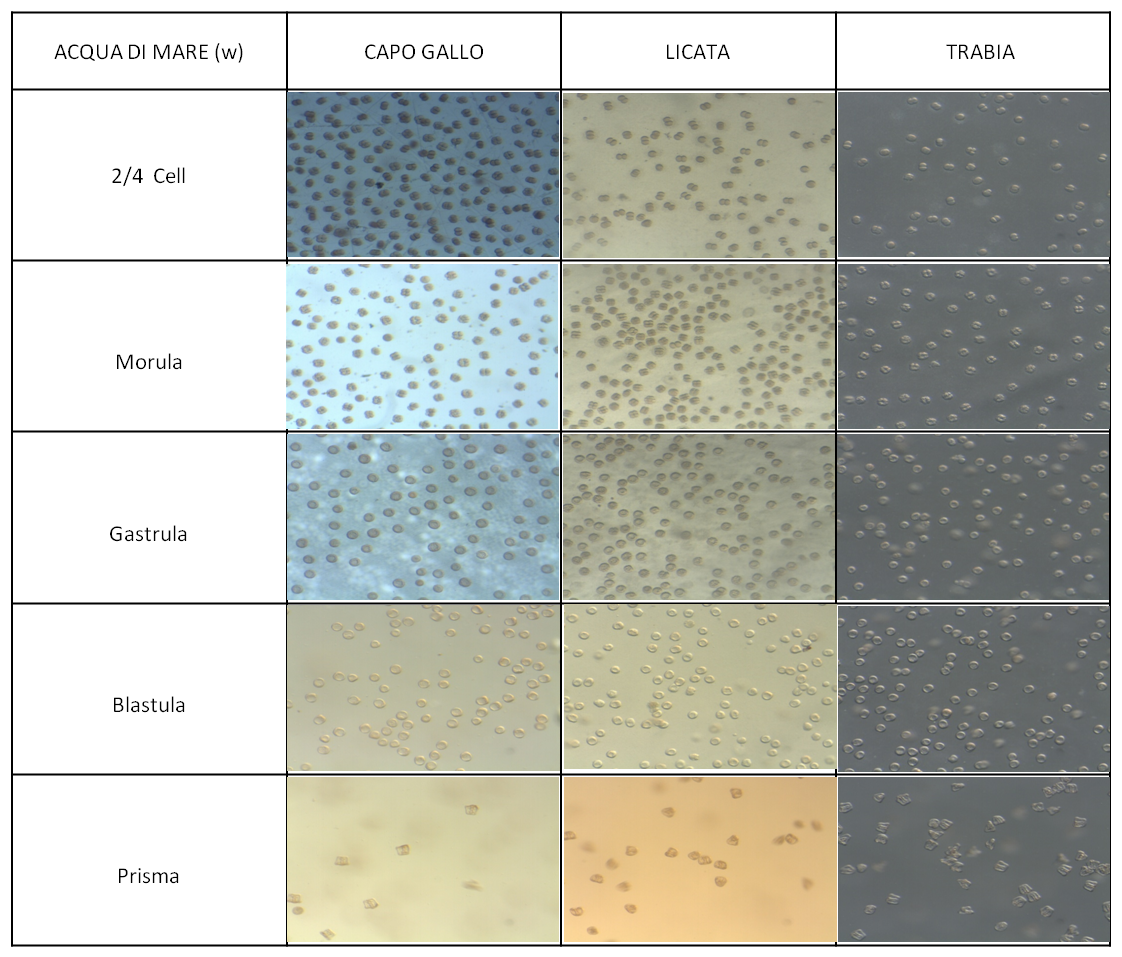 ACQUA DI MARE (w) CAPO GALLO LICATA TRABIA
2/4 Cell
Morula
Gastrula
Blastula
Prisma